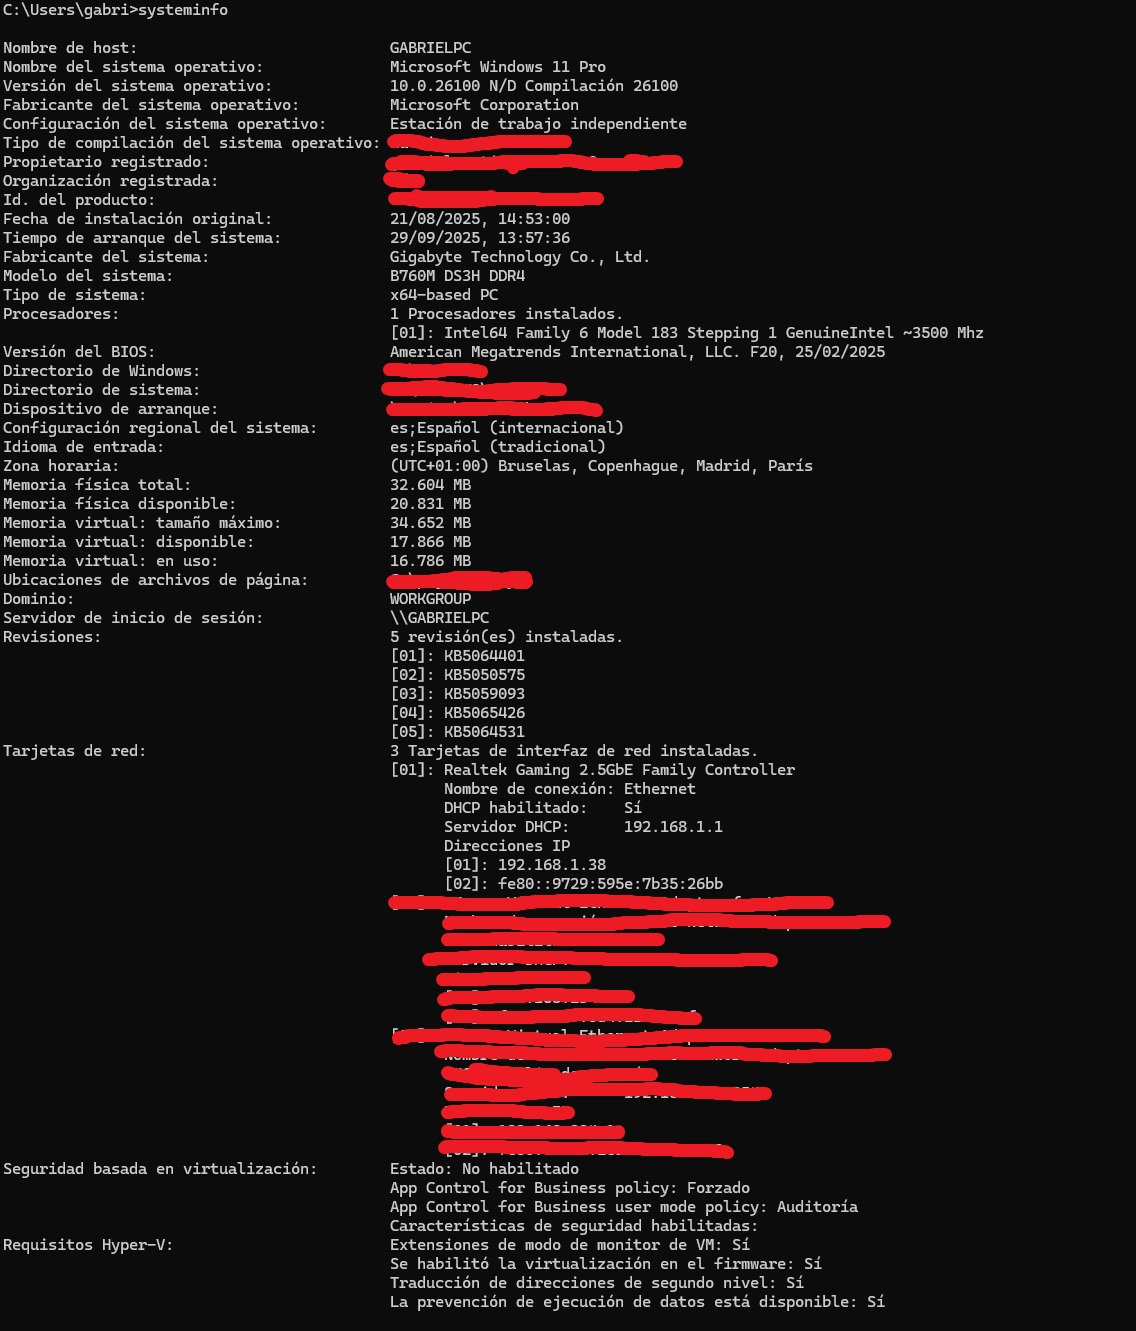 C:\Users\gabri>systeminfo
Nombre de host: GABRIELPC
Nombre del sistema operativo: Microsoft Windows 11 Pro
Versión del sistema operativo: 10.0.26100 N/D Compilación 26100
Fabricante del sistema operativo: Microsoft Corporation
Configuración del sistema operativo: Estación de trabajo independiente
Tipo de compilación del sistema operativo:
Propietario registrado:
Organización registrada:
Id. del producto:
Fecha de instalación original: 21/08/2025, 14:53:00
Tiempo de arranque del sistema: 29/09/2025, 13:57:36
Fabricante del sistema: Gigabyte Technology Co., Ltd.
Modelo del sistema: B760M DS3H DDR4
Tipo de sistema: x64-based PC
Procesadores: 1 Procesadores instalados.
[01]: Intel64 Family 6 Model 183 Stepping 1 GenuineIntel ~3500 Mhz
Versión del BIOS: American Megatrends International, LLC. F20, 25/02/2025
Directorio de Windows:
Directorio de sistema:
Dispositivo de arranque:
Configuración regional del sistema: es;Español (internacional)
Idioma de entrada: es;Español (tradicional)
Zona horaria: (UTC+01:00) Bruselas, Copenhague, Madrid, París
Memoria física total: 32.604 MB
Memoria física disponible: 20.831 MB
Memoria virtual: tamaño máximo: 34.652 MB
Memoria virtual: disponible: 17.866 MB
Memoria virtual: en uso: 16.786 MB
Ubicaciones de archivos de página:
Dominio: WORKGROUP
Servidor de inicio de sesión: \\GABRIELPC
Revisiones: 5 revisión(es) instaladas.
[01]: KB5064401
[02]: KB5050575
[03]: KB5059093
[04]: KB5065426
[05]: KB5064531
Tarjetas de red: 3 Tarjetas de interfaz de red instaladas.
[01]: Realtek Gaming 2.5GbE Family Controller
Nombre de conexión: Ethernet
DHCP habilitado: Sí
Servidor DHCP: 192.168.1.1
Direcciones IP
[01]: 192.168.1.38
[02]: fe80::9729:595e:7b35:26bb
Seguridad basada en virtualización: Estado: No habilitado
App Control for Business policy: Forzado
App Control for Business user mode policy: Auditoría
Características de seguridad habilitadas:
Requisitos Hyper-V: Extensiones de modo de monitor de VM: Sí
Se habilitó la virtualización en el firmware: Sí
Traducción de direcciones de segundo nivel: Sí
La prevención de ejecución de datos está disponible: Sí